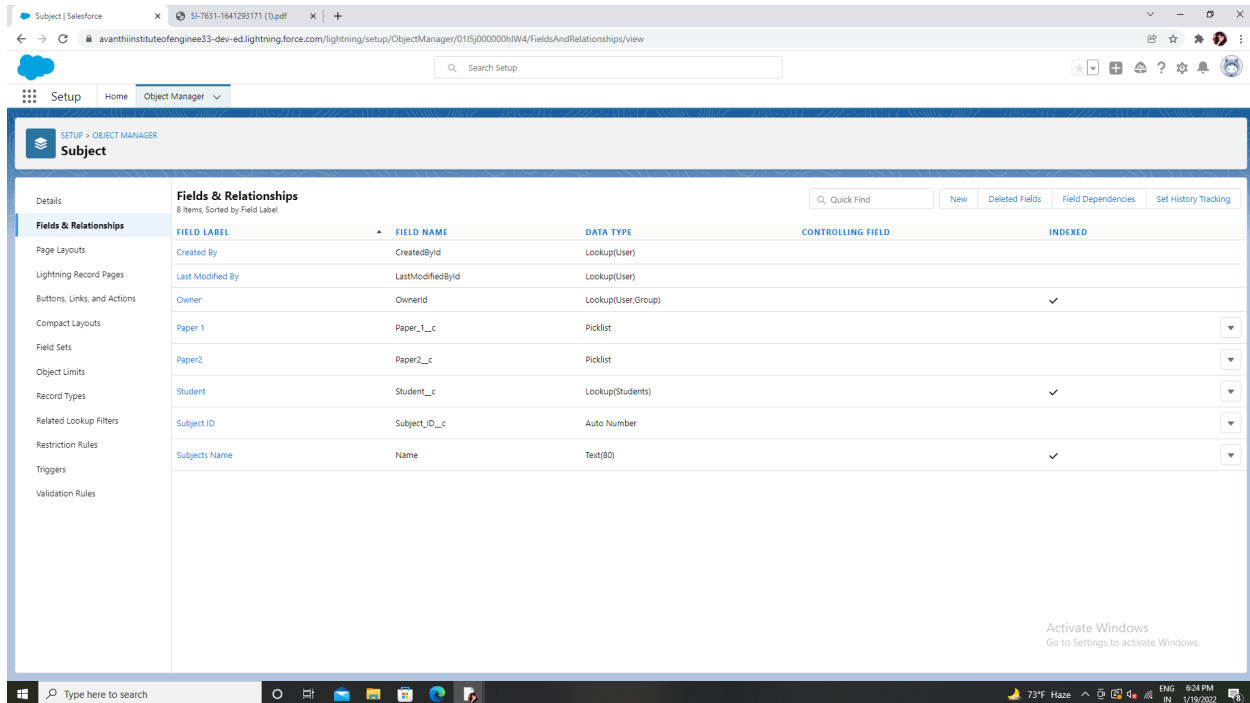 Subject | Salesforce
SI-7631-1641293171 (1).pdf
avanthiinstituteofenginee33-dev-ed.lightning.force.com/lightning/setup/ObjectManager/01I5j000000hIW4/FieldsAndRelationships/view
Search Setup
Setup Home Object Manager
SETUP > OBJECT MANAGER
Subject
Details
Fields & Relationships
Page Layouts
Lightning Record Pages
Buttons, Links, and Actions
Compact Layouts
Field Sets
Object Limits
Record Types
Related Lookup Filters
Restriction Rules
Triggers
Validation Rules
Fields & Relationships
8 Items, Sorted by Field Label
Quick Find New Deleted Fields Field Dependencies Set History Tracking
FIELD LABEL FIELD NAME DATA TYPE CONTROLLING FIELD INDEXED
Created By CreatedById Lookup(User)
Last Modified By LastModifiedById Lookup(User)
Owner OwnerId Lookup(User,Group)
Paper 1 Paper_1__c Picklist
Paper2 Paper2__c Picklist
Student Student__c Lookup(Students)
Subject ID Subject_ID__c Auto Number
Subjects Name Name Text(80)
Activate Windows
Go to Settings to activate Windows.
Type here to search
73°F Haze
ENG
IN
6:24 PM
1/19/2022
8